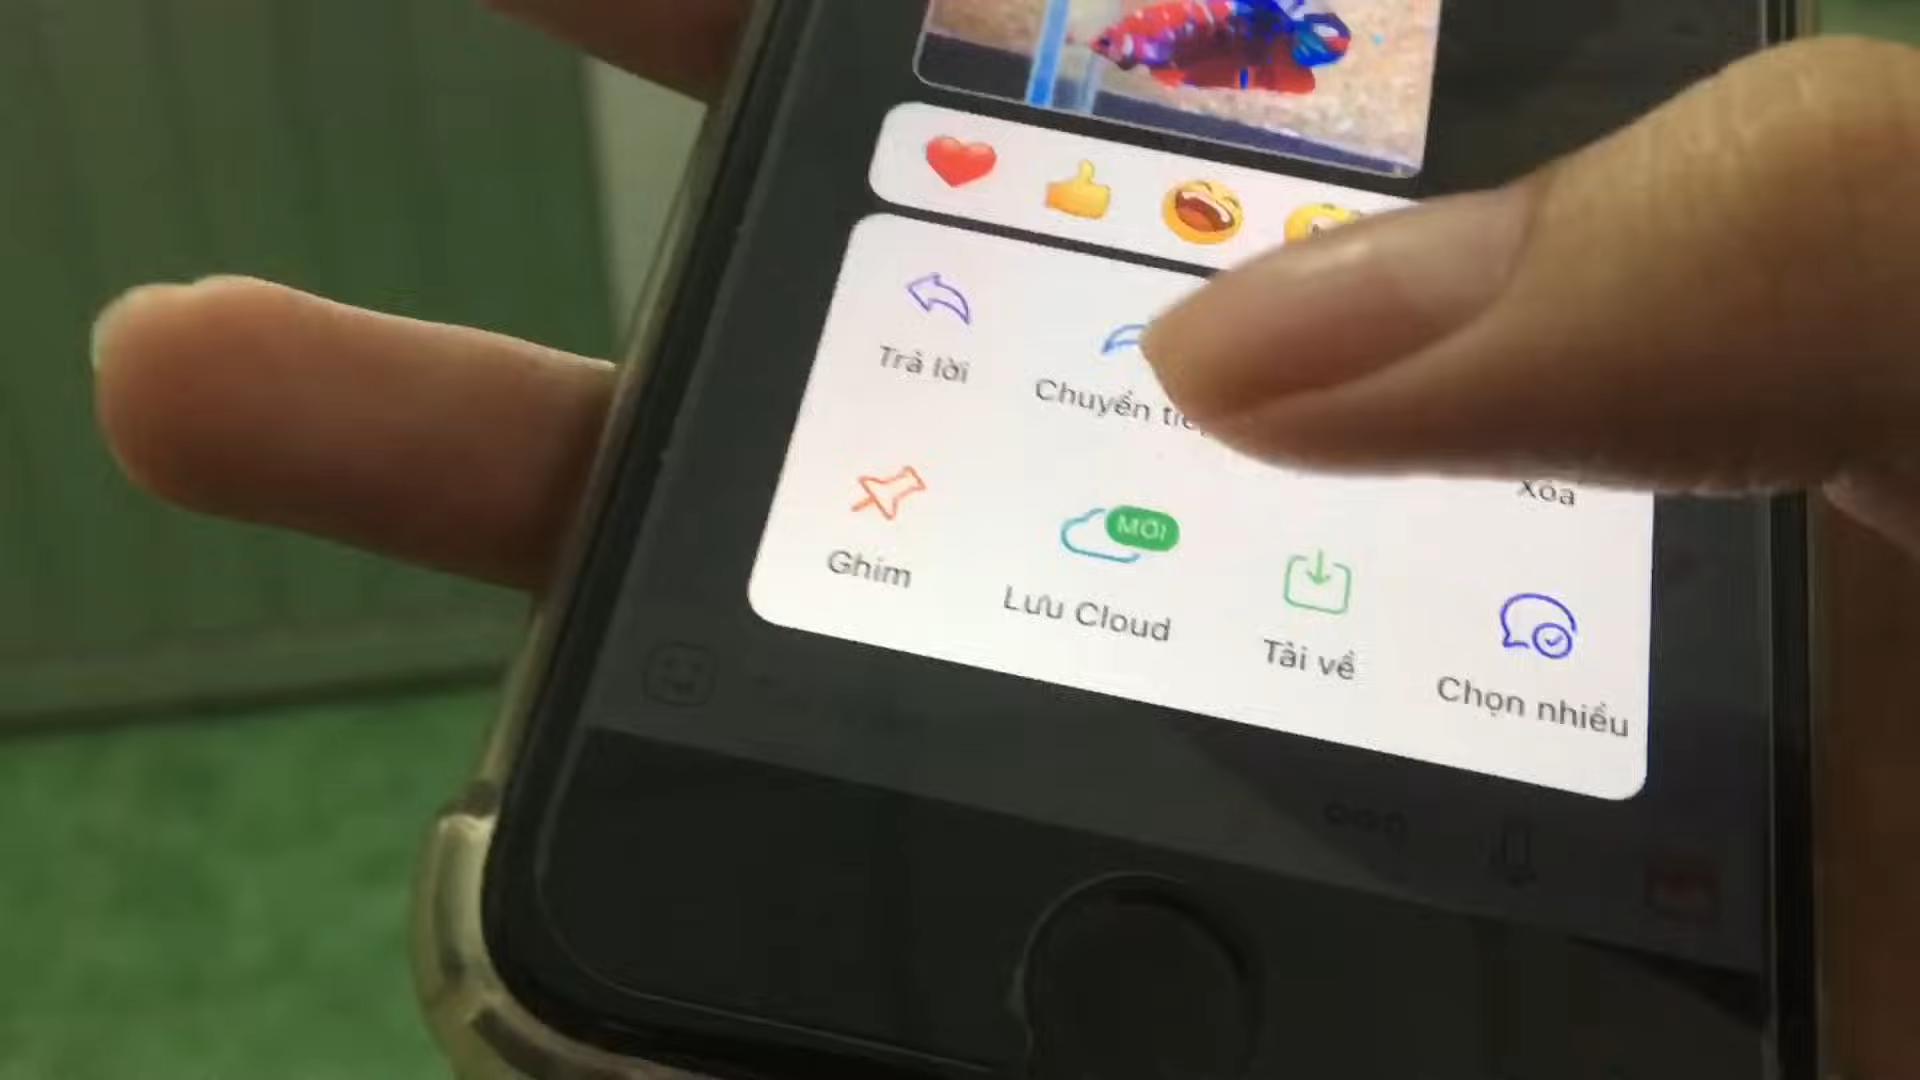 Trả lời
Chuyển
Xóa
MỚI
Ghim
Lưu Cloud
Tải về
Chọn nhiều